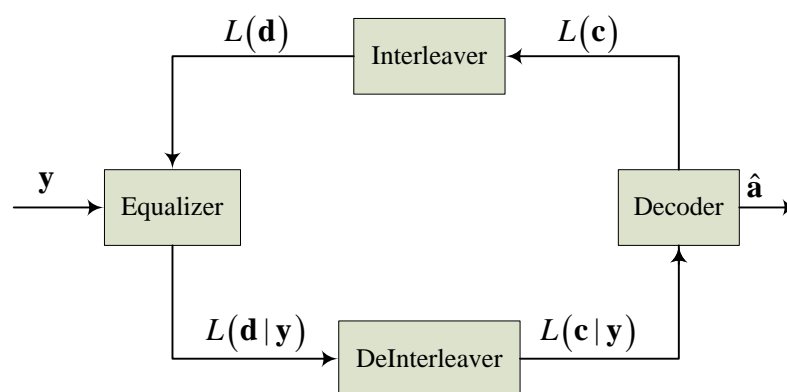 L(d)
Interleaver
L(c)
y
Equalizer
Decoder
â
L(d | y)
DeInterleaver
L(c | y)